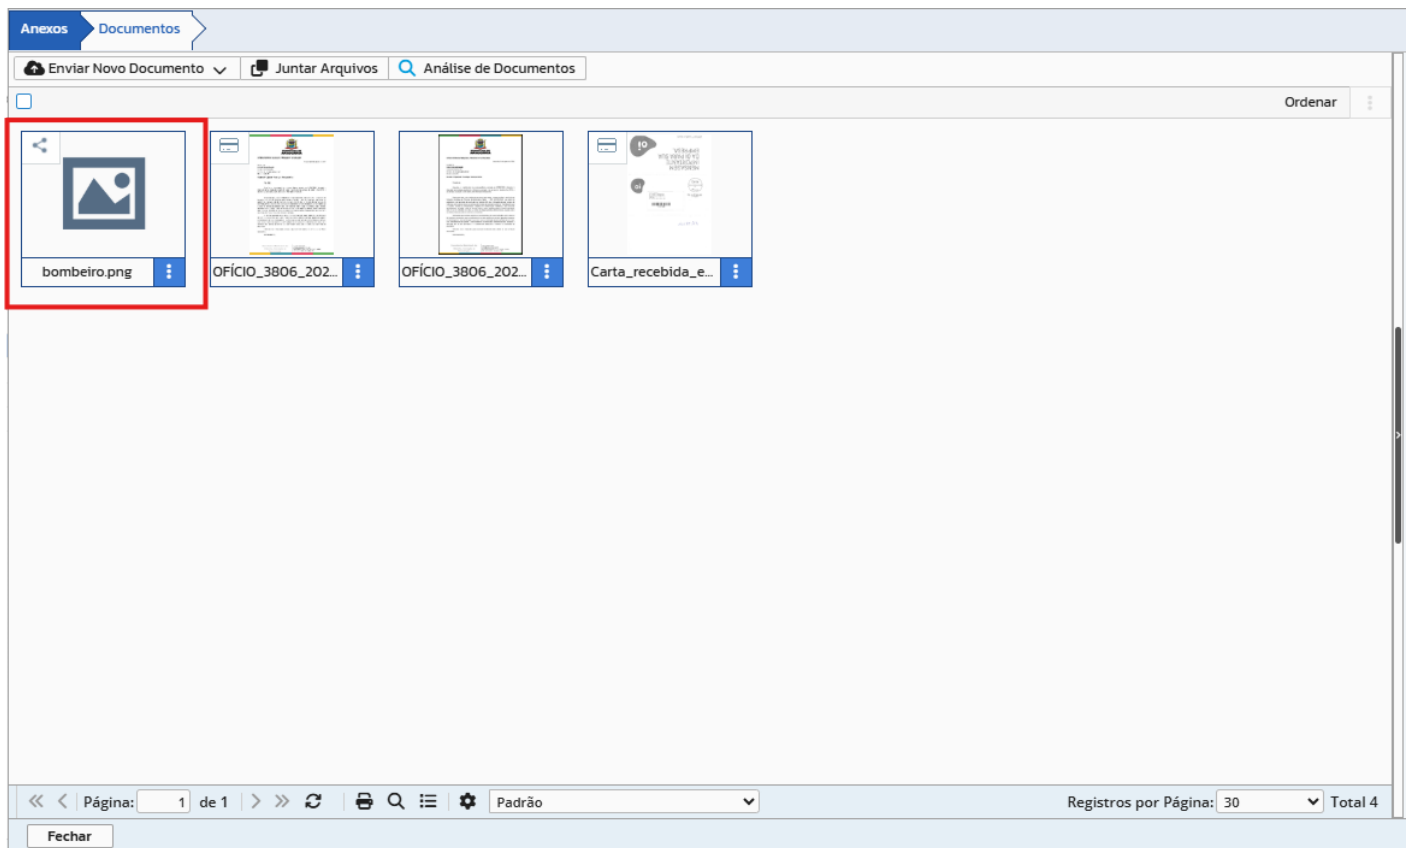 Anexos Documentos
Enviar Novo Documento Juntar Arquivos Análise de Documentos
Ordenar
bombeiro.png OFÍCIO_3806_202... OFÍCIO_3806_202... Carta_recebida_e...
Página: 1 de 1 Padrão Registros por Página: 30 Total 4
Fechar